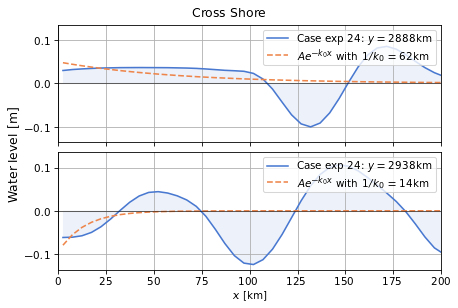 Cross Shore
Water level [m]
0.1
0.0
−0.1
Case exp 24: y = 2888km
Ae^{−k₀x} with 1/k₀ = 62km
0.1
0.0
−0.1
Case exp 24: y = 2938km
Ae^{−k₀x} with 1/k₀ = 14km
0 25 50 75 100 125 150 175 200
x [km]